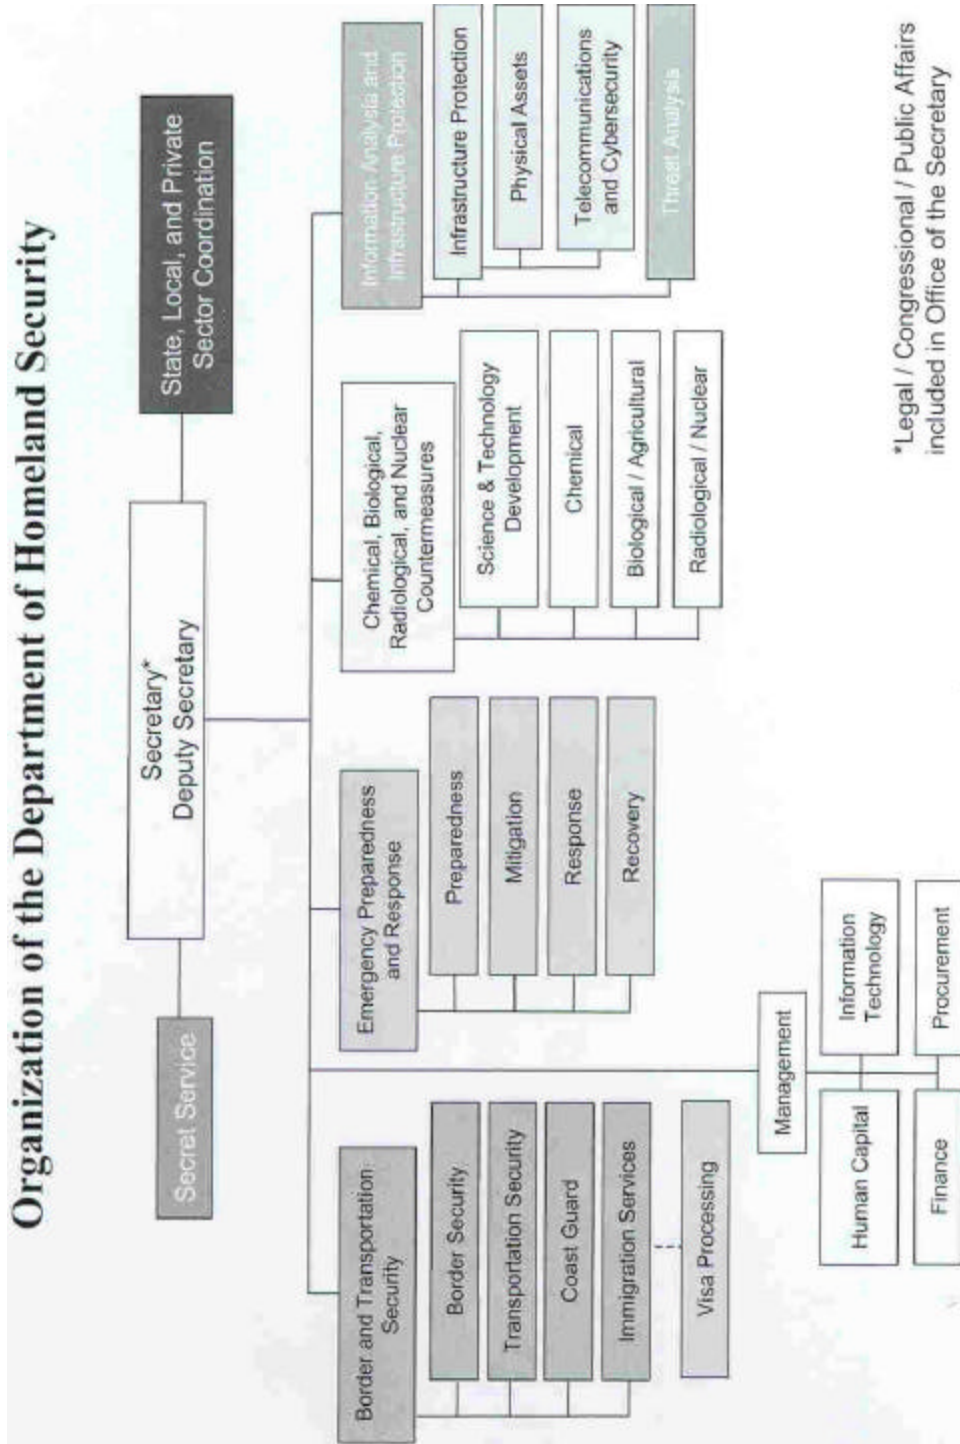 Organization of the Department of Homeland Security
Secret Service
Secretary*
Deputy Secretary
State, Local, and Private
Sector Coordination
Border and Transportation
Security
Border Security
Transportation Security
Coast Guard
Immigration Services
Visa Processing
Emergency Preparedness
and Response
Preparedness
Mitigation
Response
Recovery
Chemical, Biological,
Radiological, and Nuclear
Countermeasures
Science & Technology
Development
Chemical
Biological / Agricultural
Radiological / Nuclear
Information Analysis and
Infrastructure Protection
Infrastructure Protection
Physical Assets
Telecommunications
and Cybersecurity
Threat Analysis
Management
Human Capital
Information
Technology
Finance
Procurement
*Legal / Congressional / Public Affairs
included in Office of the Secretary